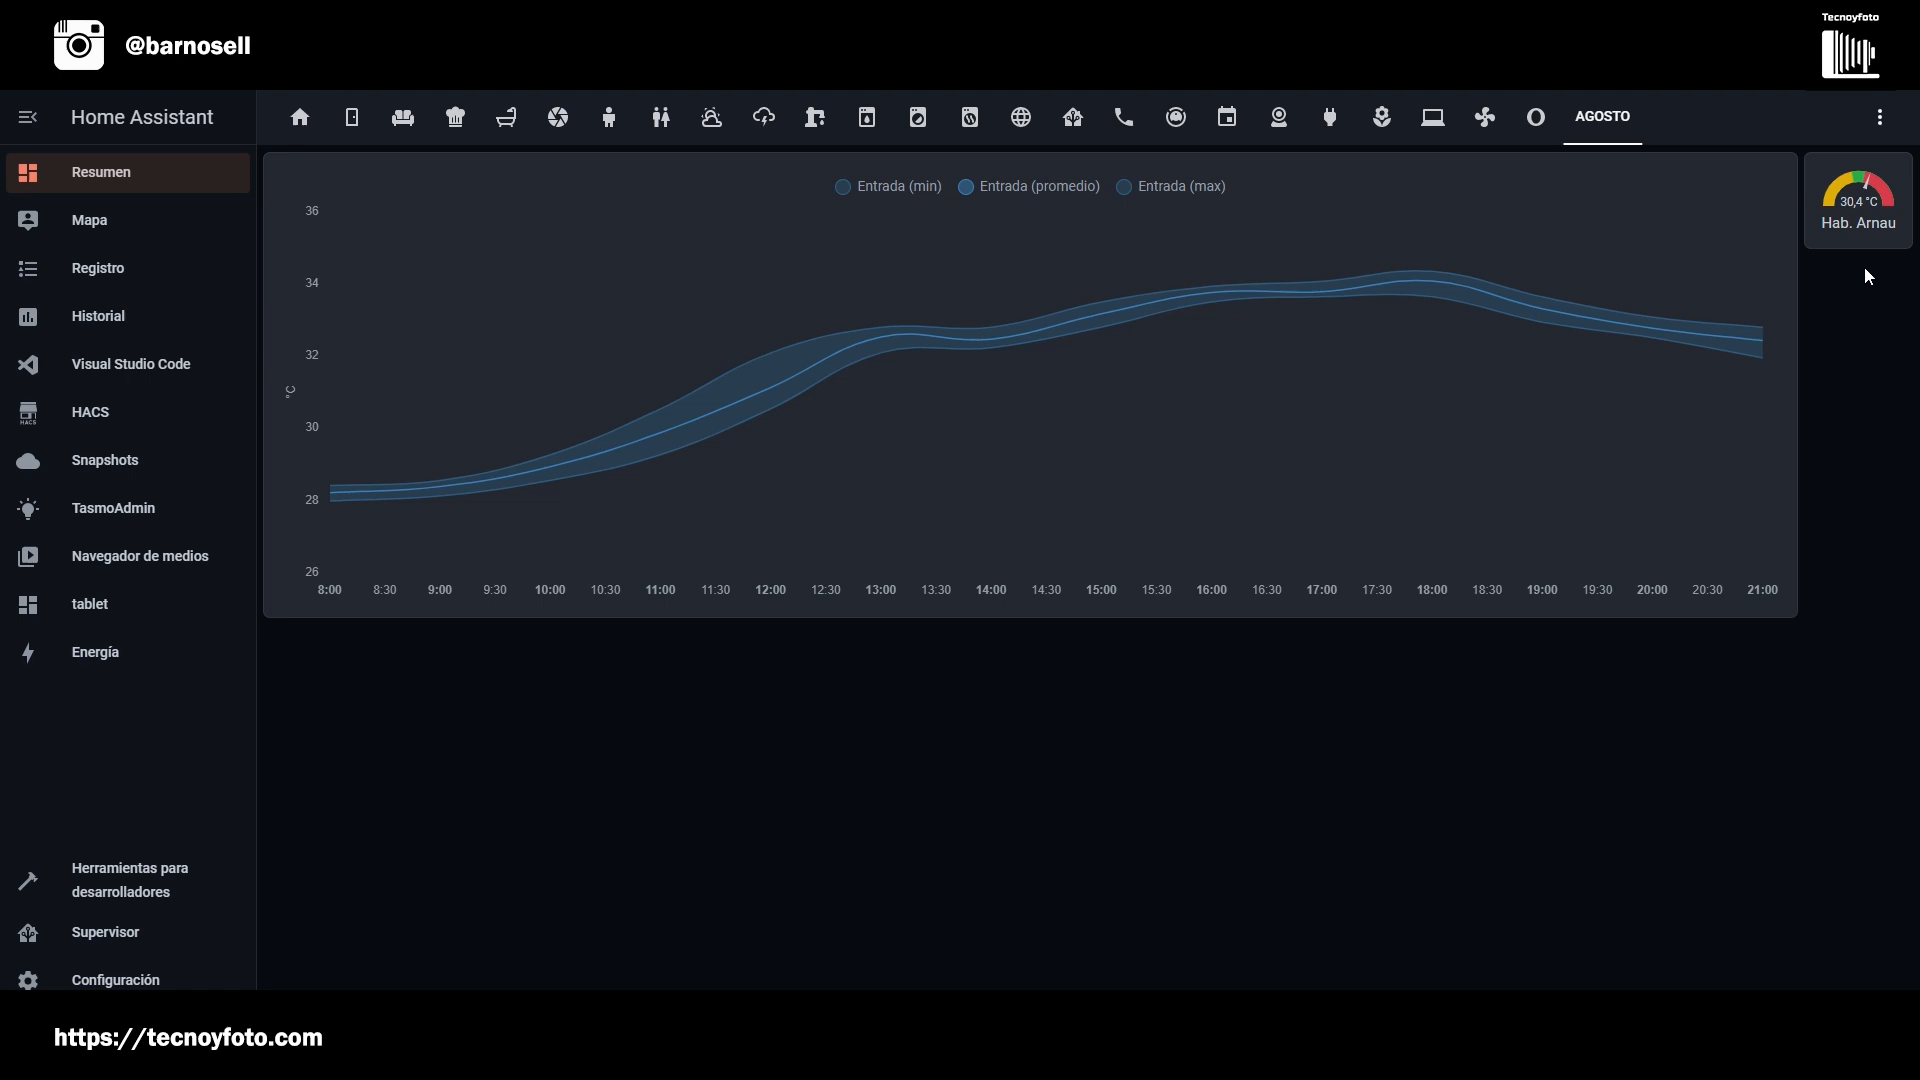 @barnosell
Tecnoyfoto
Home Assistant
AGOSTO
Resumen
Mapa
Registro
Historial
Visual Studio Code
HACS
HACS
Snapshots
TasmoAdmin
Navegador de medios
tablet
Energía
Herramientas para
desarrolladores
Supervisor
Configuración
Entrada (min) Entrada (promedio) Entrada (max)
36
34
32
°C
30
28
26
8:00 8:30 9:00 9:30 10:00 10:30 11:00 11:30 12:00 12:30 13:00 13:30 14:00 14:30 15:00 15:30 16:00 16:30 17:00 17:30 18:00 18:30 19:00 19:30 20:00 20:30 21:00
30,4 °C
Hab. Arnau
https://tecnoyfoto.com